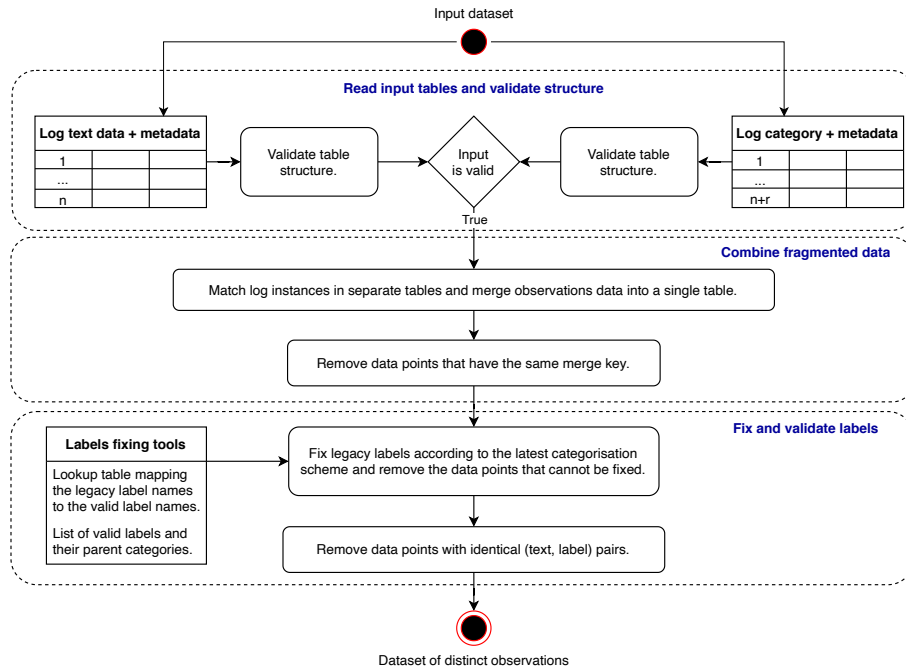 Input dataset
Read input tables and validate structure
Log text data + metadata
1
...
n
Validate table
structure.
Input
is valid
Validate table
structure.
Log category + metadata
1
...
n+r
True
Combine fragmented data
Match log instances in separate tables and merge observations data into a single table.
Remove data points that have the same merge key.
Fix and validate labels
Labels fixing tools
Lookup table mapping
the legacy label names
to the valid label names.
List of valid labels and
their parent categories.
Fix legacy labels according to the latest categorisation
scheme and remove the data points that cannot be fixed.
Remove data points with identical (text, label) pairs.
Dataset of distinct observations